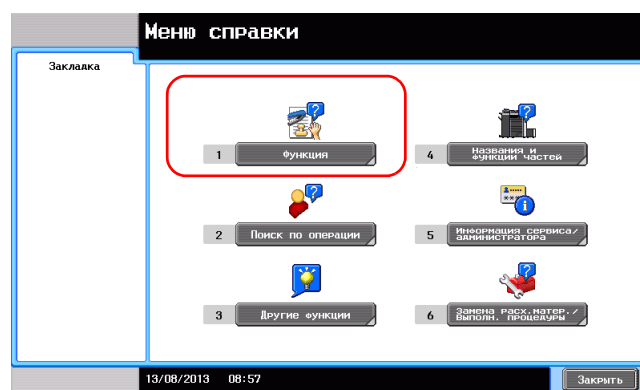 Меню справки
Закладка
1 Функция
4 Названия и
функции частей
2 Поиск по операции
5 Информация сервиса/
администратора
3 Другие функции
6 Замена расх.матер./
Выполн. процедуры
13/08/2013 08:57
Закрыть